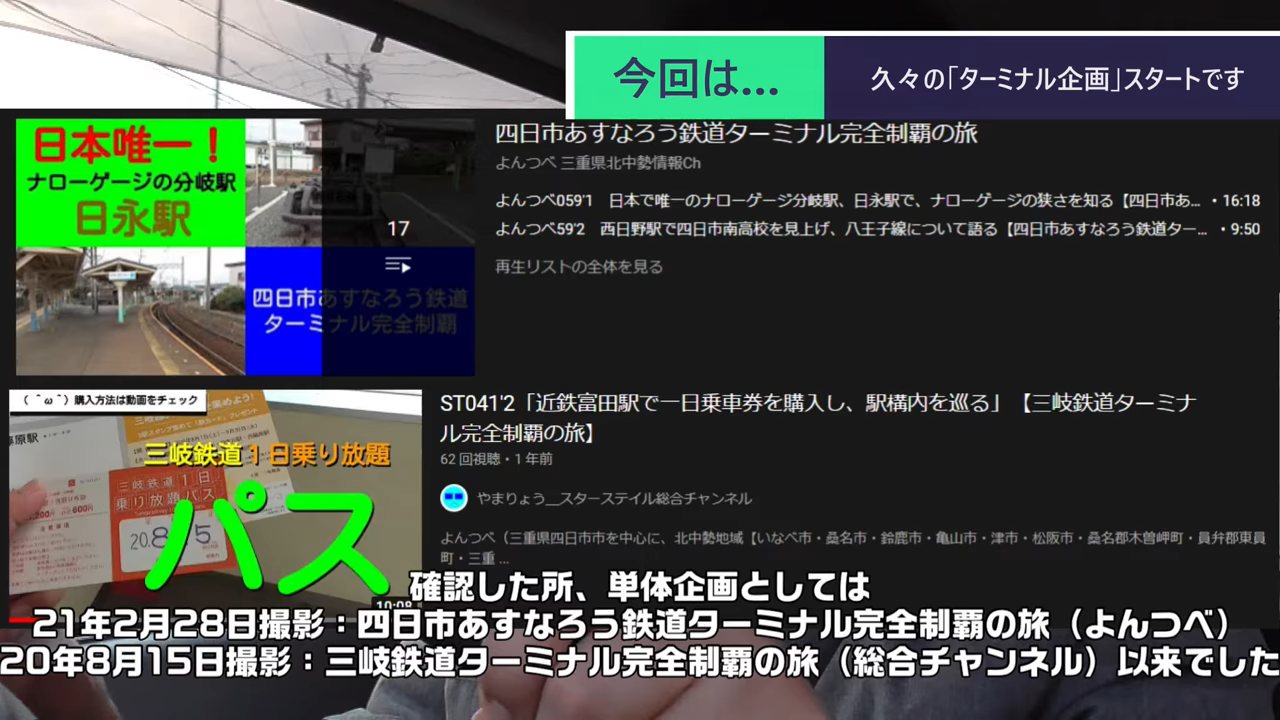 今回は...
久々の「ターミナル企画」スタートです
日本唯一！
ナローゲージの分岐駅
日永駅
17
四日市あすなろう鉄道
ターミナル完全制覇
四日市あすなろう鉄道ターミナル完全制覇の旅
よんつべ 三重県北中勢情報Ch
よんつべ059'1　日本で唯一のナローゲージ分岐駅、日永駅で、ナローゲージの狭さを知る【四日市あ... ・16:18
よんつべ59'2　西日野駅で四日市南高校を見上げ、八王子線について語る【四日市あすなろう鉄道ター... ・9:50
再生リストの全体を見る
（＾ω＾）購入方法は動画をチェック
三岐鉄道１日乗り放題
パス
三岐鉄道１日
乗り放題パス
10:08
ST041'2「近鉄富田駅で一日乗車券を購入し、駅構内を巡る」【三岐鉄道ターミナ
ル完全制覇の旅】
62 回視聴・1 年前
やまりょう__スターステイル総合チャンネル
よんつべ（三重県四日市市を中心に、北中勢地域【いなべ市・桑名市・鈴鹿市・亀山市・津市・松阪市・桑名郡木曽岬町・員弁郡東員
町・三重 ...
確認した所、単体企画としては
21年2月28日撮影：四日市あすなろう鉄道ターミナル完全制覇の旅（よんつべ）
20年8月15日撮影：三岐鉄道ターミナル完全制覇の旅（総合チャンネル）以来でした